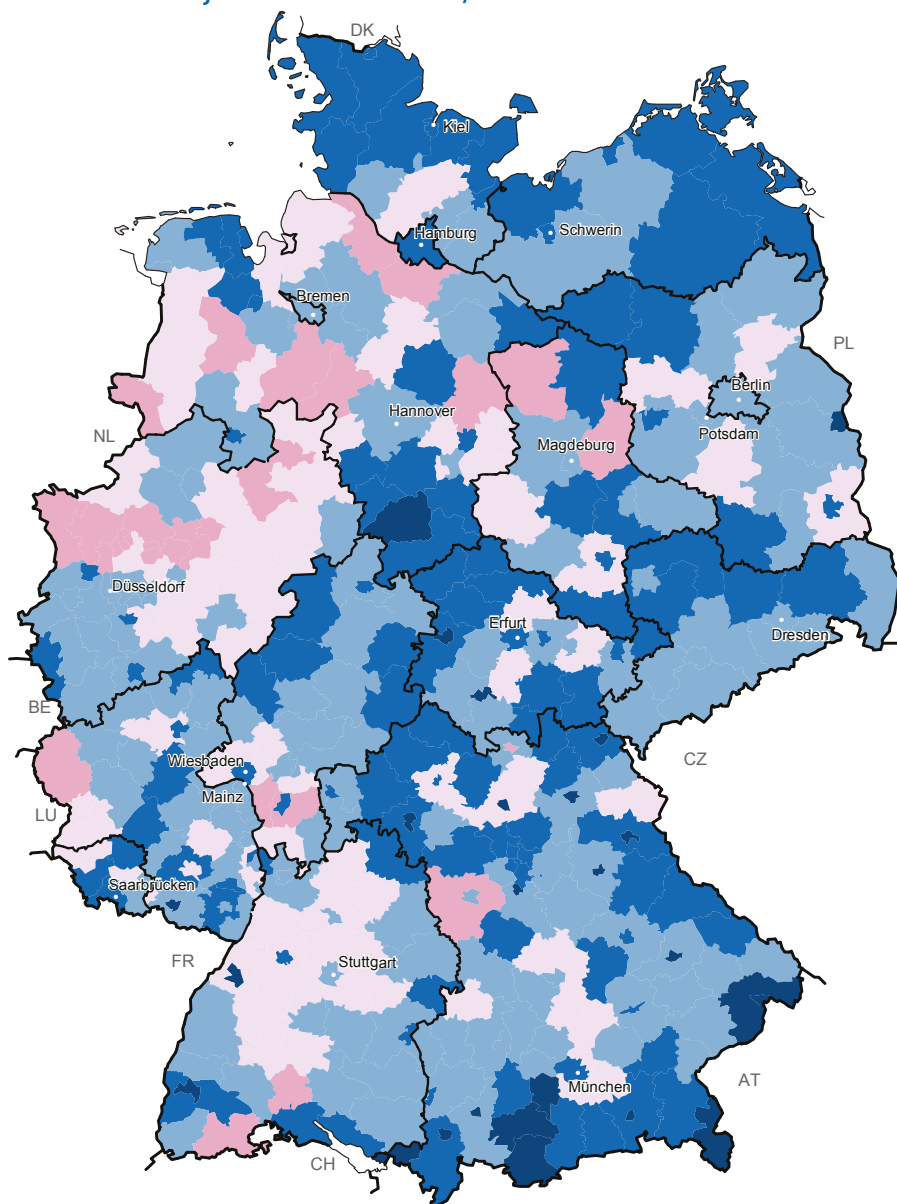 DK
Kiel
Hamburg
Schwerin
Bremen
PL
Berlin
Hannover
Potsdam
NL
Magdeburg
Düsseldorf
Erfurt
Dresden
BE
CZ
Wiesbaden
Mainz
LU
Saarbrücken
FR
Stuttgart
AT
München
CH